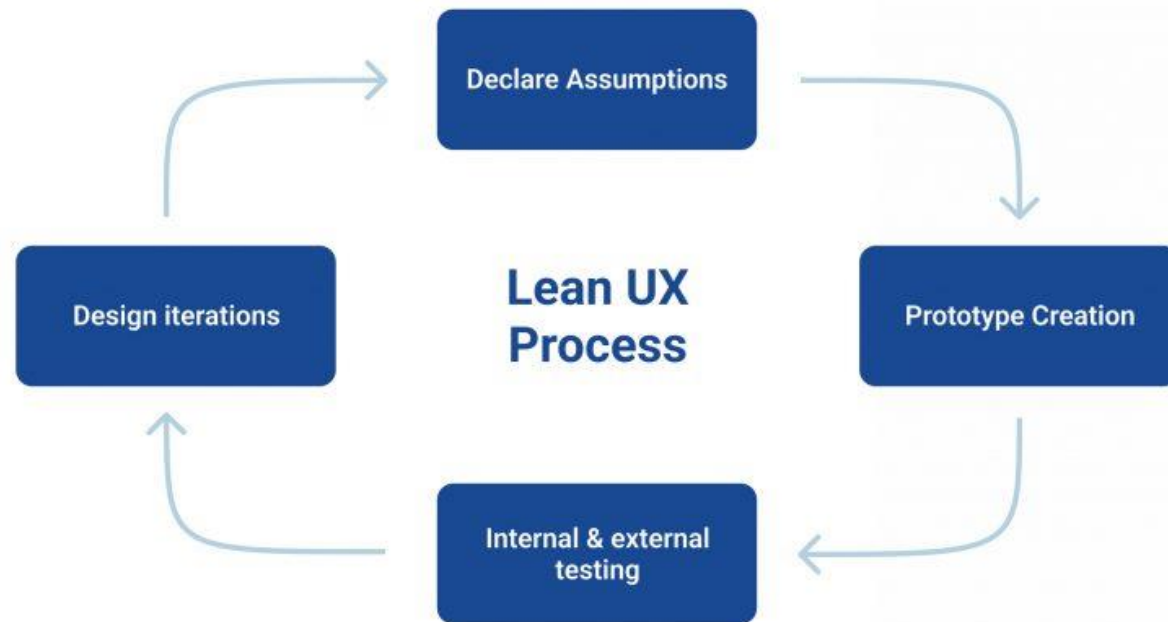 Declare Assumptions
Design iterations
Lean UX
Process
Prototype Creation
Internal & external
testing